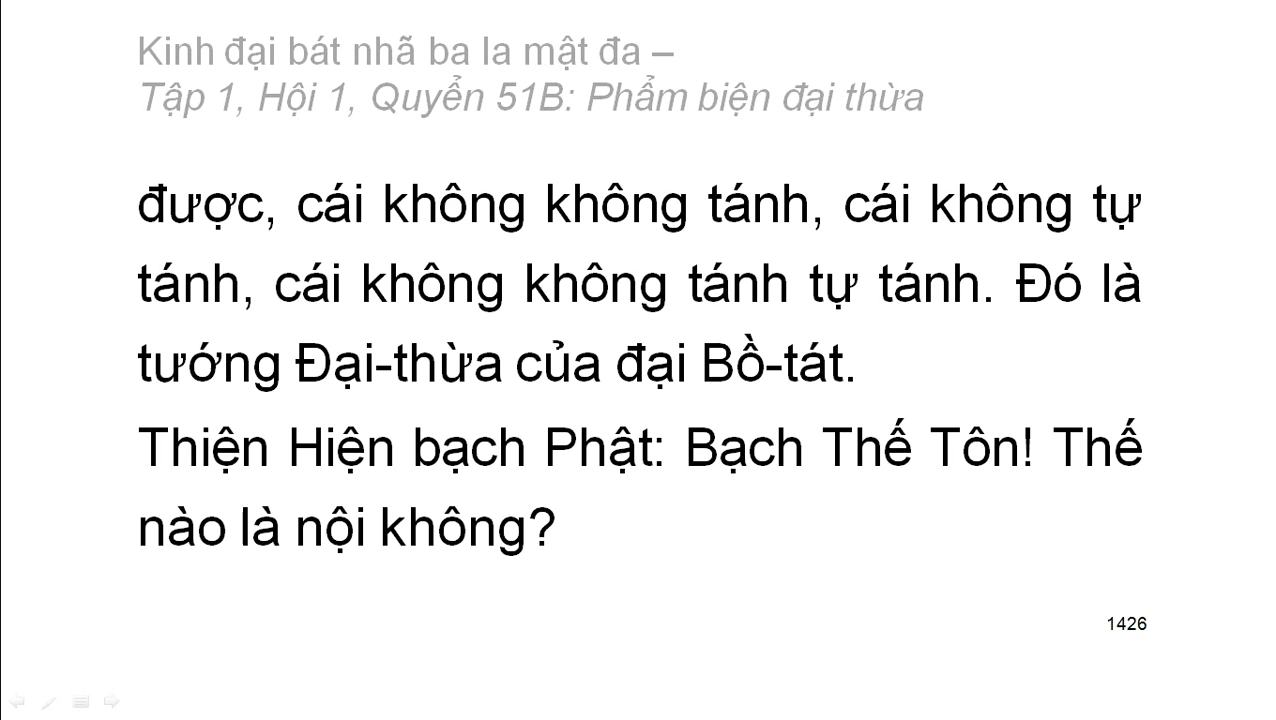 Kinh đại bát nhã ba la mật đa –
Tập 1, Hội 1, Quyển 51B: Phẩm biện đại thừa
được, cái không không tánh, cái không tự
tánh, cái không không tánh tự tánh. Đó là
tướng Đại-thừa của đại Bồ-tát.
Thiện Hiện bạch Phật: Bạch Thế Tôn! Thế
nào là nội không?
1426